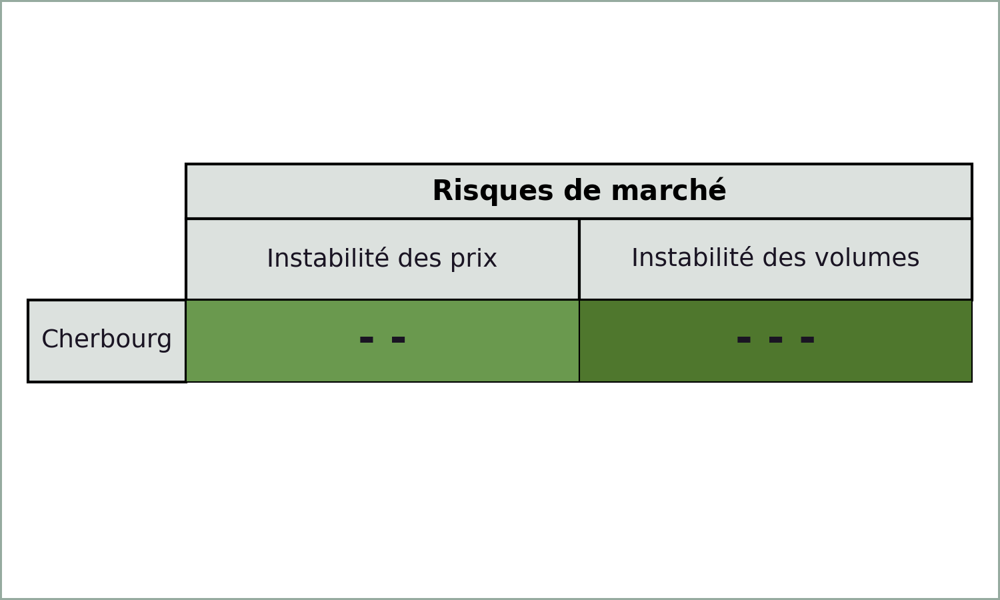 Risques de marché
Instabilité des prix
Instabilité des volumes
Cherbourg
- -
- - -